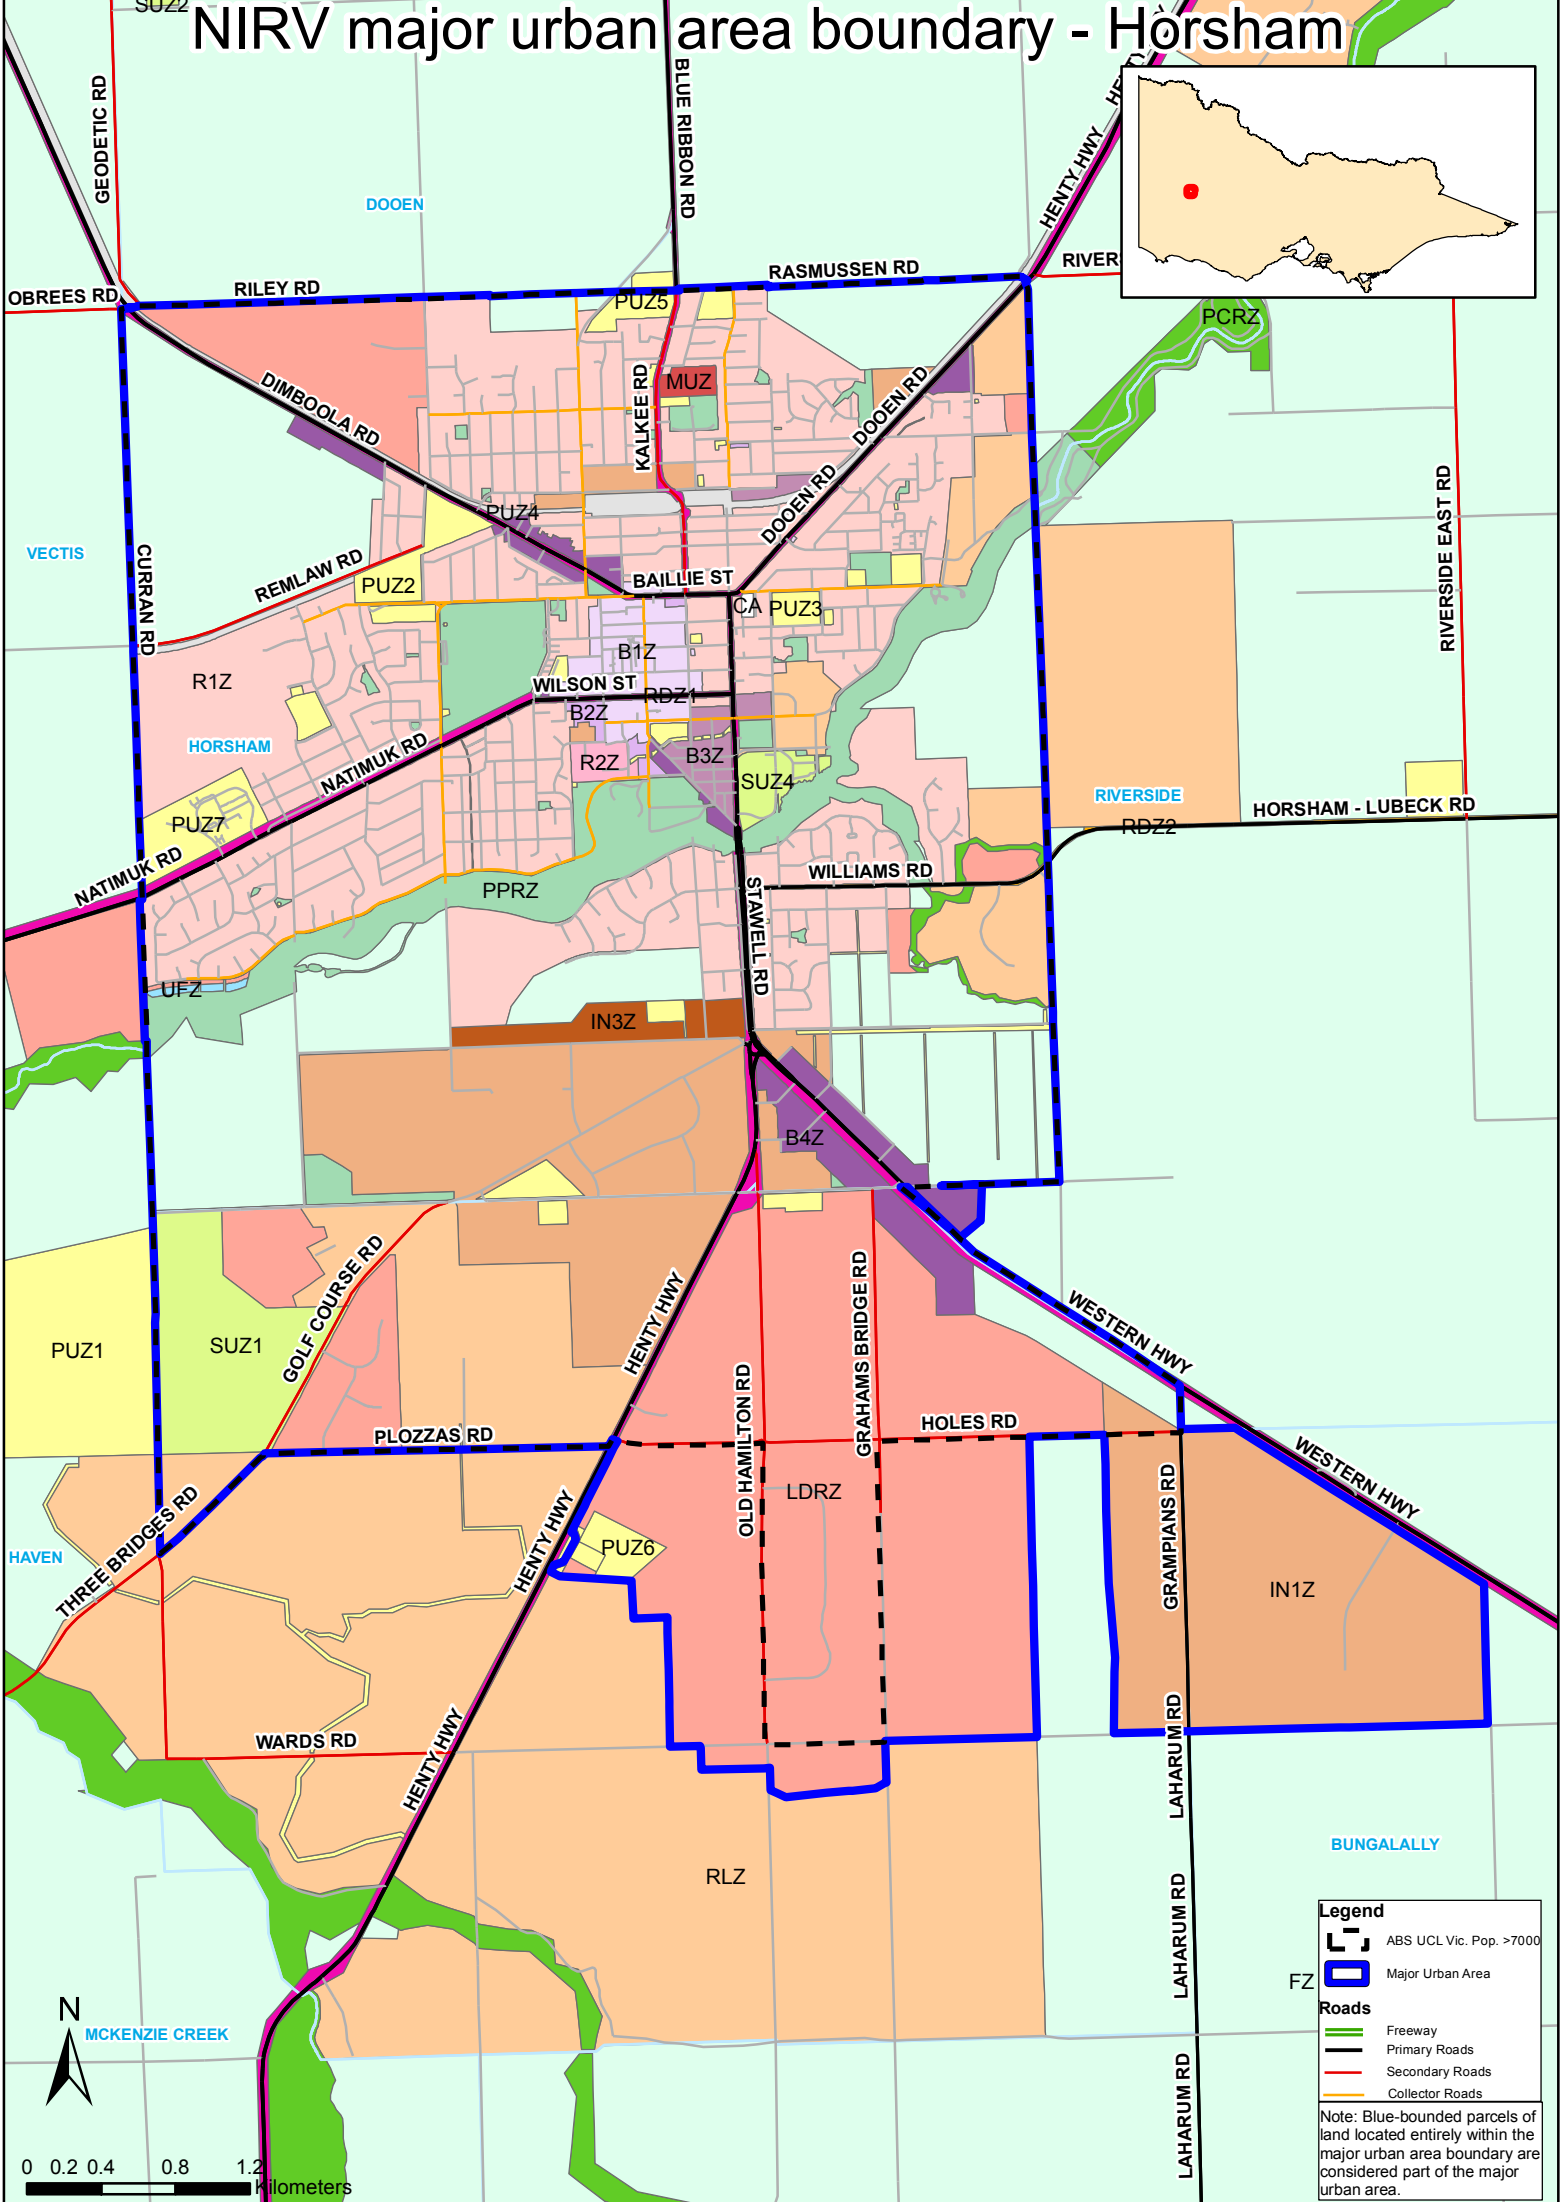 SUZ2
NIRV major urban area boundary - Horsham
GEODETIC RD
BLUE RIBBON RD
HENTY HWY
DOOEN
OBREES RD
RILEY RD
RASMUSSEN RD
PUZ5
PCRZ
DIMBOOLA RD
KALKEE RD
MUZ
DOOEN RD
VECTIS
CURRAN RD
PUZ4
DOOEN RD
RIVERSIDE EAST RD
REMLAW RD
PUZ2
BAILLIE ST
CA
PUZ3
R1Z
B1Z
WILSON ST
RDZ1
B2Z
HORSHAM
NATIMUK RD
R2Z
B3Z
SUZ4
RIVERSIDE
HORSHAM - LUBECK RD
PUZ7
RDZ2
NATIMUK RD
PPRZ
WILLIAMS RD
STAWELL RD
UFZ
IN3Z
B4Z
PUZ1
SUZ1
GOLF COURSE RD
HENTY HWY
GRAHAMS BRIDGE RD
WESTERN HWY
OLD HAMILTON RD
PLOZZAS RD
HOLES RD
WESTERN HWY
LDRZ
GRAMPIANS RD
HAVEN
THREE BRIDGES RD
HENTY HWY
PUZ6
IN1Z
WARDS RD
HENTY HWY
LAHARUM RD
BUNGALALLY
RLZ
LAHARUM RD
FZ
MCKENZIE CREEK
LAHARUM RD
N
0 0.2 0.4 0.8 1.2
Kilometers
Legend
ABS UCL Vic. Pop. >7000
Major Urban Area
Roads
Freeway
Primary Roads
Secondary Roads
Collector Roads
Note: Blue-bounded parcels of
land located entirely within the
major urban area boundary are
considered part of the major
urban area.